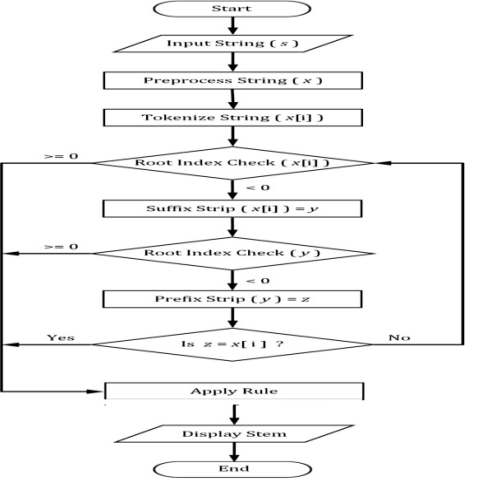 Start
Input String ( s )
Preprocess String ( x )
Tokenize String ( x[i] )
>= 0
Root Index Check ( x[i] )
< 0
Suffix Strip ( x[i] ) = y
>= 0
Root Index Check ( y )
< 0
Prefix Strip ( y ) = z
Yes
Is z = x[ i ] ?
No
Apply Rule
Display Stem
End